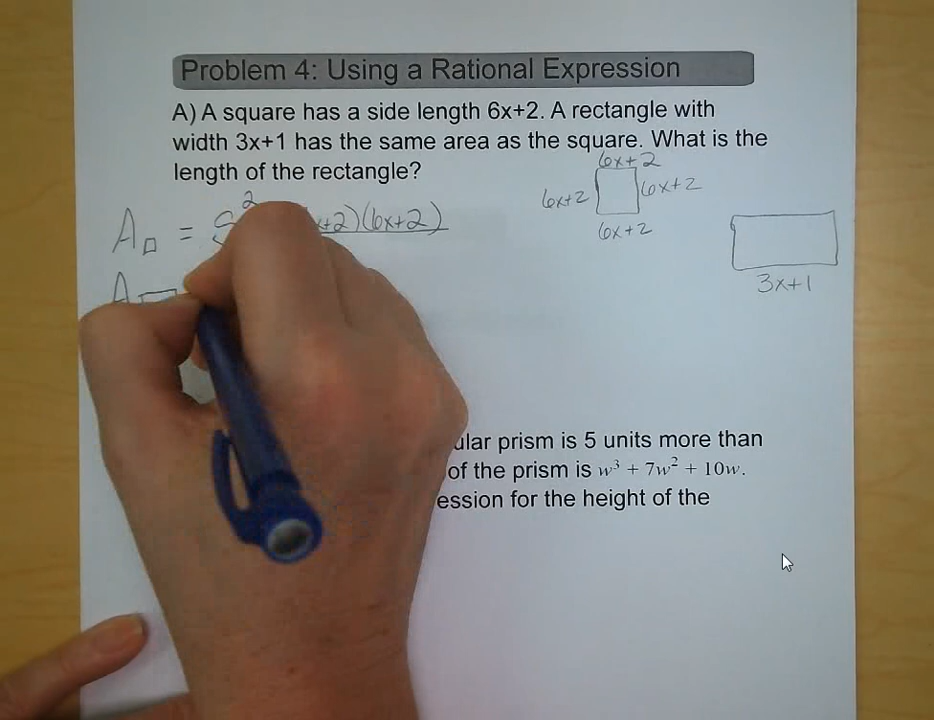 Problem 4: Using a Rational Expression
A) A square has a side length 6x+2. A rectangle with
width 3x+1 has the same area as the square. What is the
length of the rectangle?
6x+2
6x+2
6x+2
6x+2
3x+1
A□ = S² x+2)(6x+2)
A▭
ular prism is 5 units more than
of the prism is w³ + 7w² + 10w.
ession for the height of the